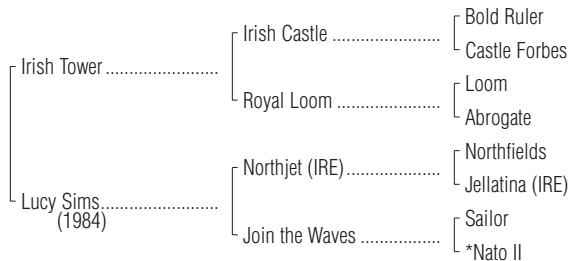 Bold Ruler
Irish Castle ......................
Castle Forbes
Irish Tower .......................
Loom
Royal Loom .....................
Abrogate
Northfields
Northjet (IRE)...................
Jellatina (IRE)
Lucy Sims........................
(1984)
Sailor
Join the Waves ................
*Nato II